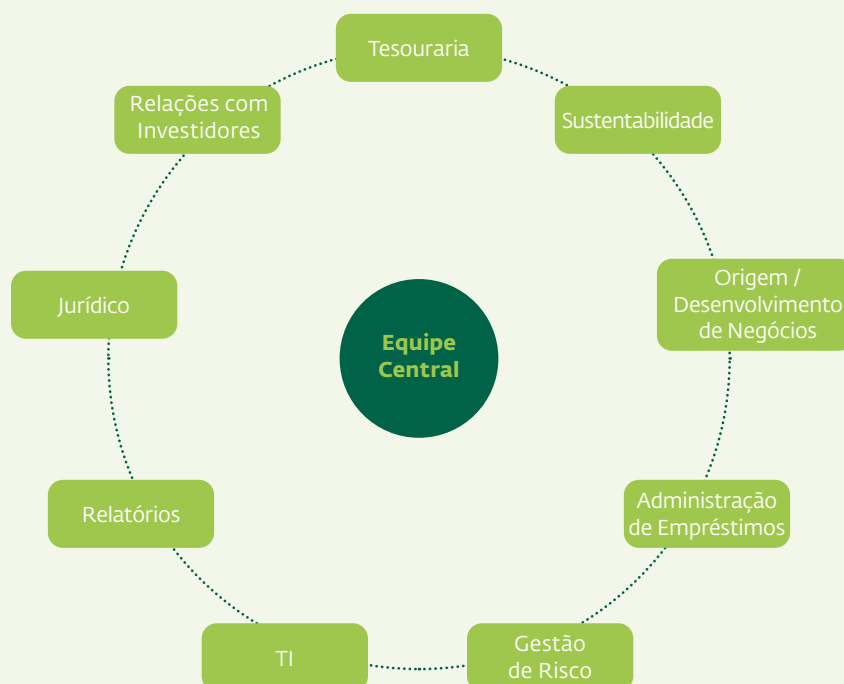 Tesouraria
Relações com
Investidores
Sustentabilidade
Jurídico
Origem /
Desenvolvimento
de Negócios
Equipe
Central
Relatórios
Administração
de Empréstimos
TI
Gestão
de Risco